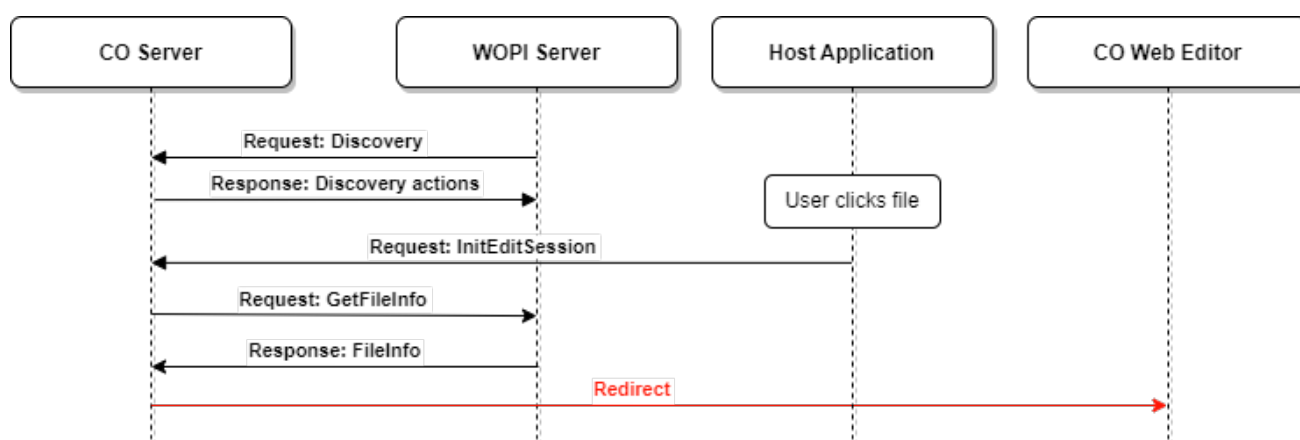 CO Server
WOPI Server
Host Application
CO Web Editor
Request: Discovery
Response: Discovery actions
User clicks file
Request: InitEditSession
Request: GetFileInfo
Response: FileInfo
Redirect